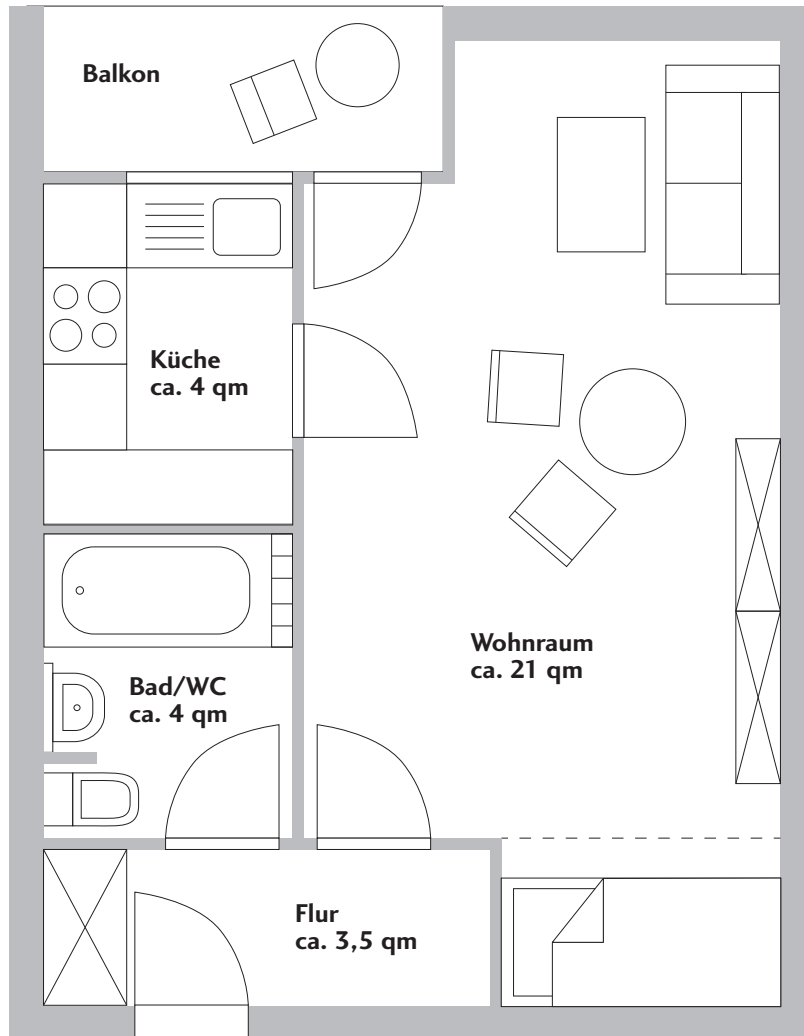 Balkon
Küche
ca. 4 qm
Wohnraum
ca. 21 qm
Bad/WC
ca. 4 qm
Flur
ca. 3,5 qm